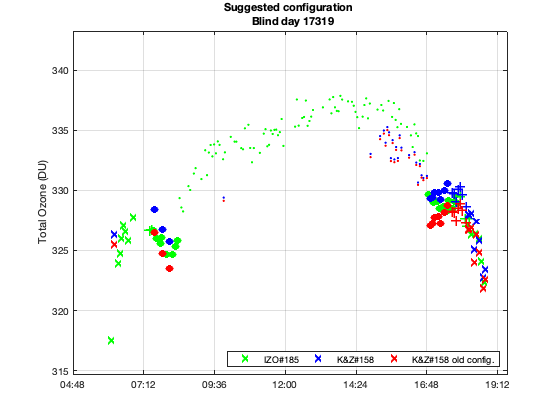 Suggested configuration
Blind day 17319
Total Ozone (DU)
340
335
330
325
320
315
04:48 07:12 09:36 12:00 14:24 16:48 19:12
IZO#185 K&Z#158 K&Z#158 old config.